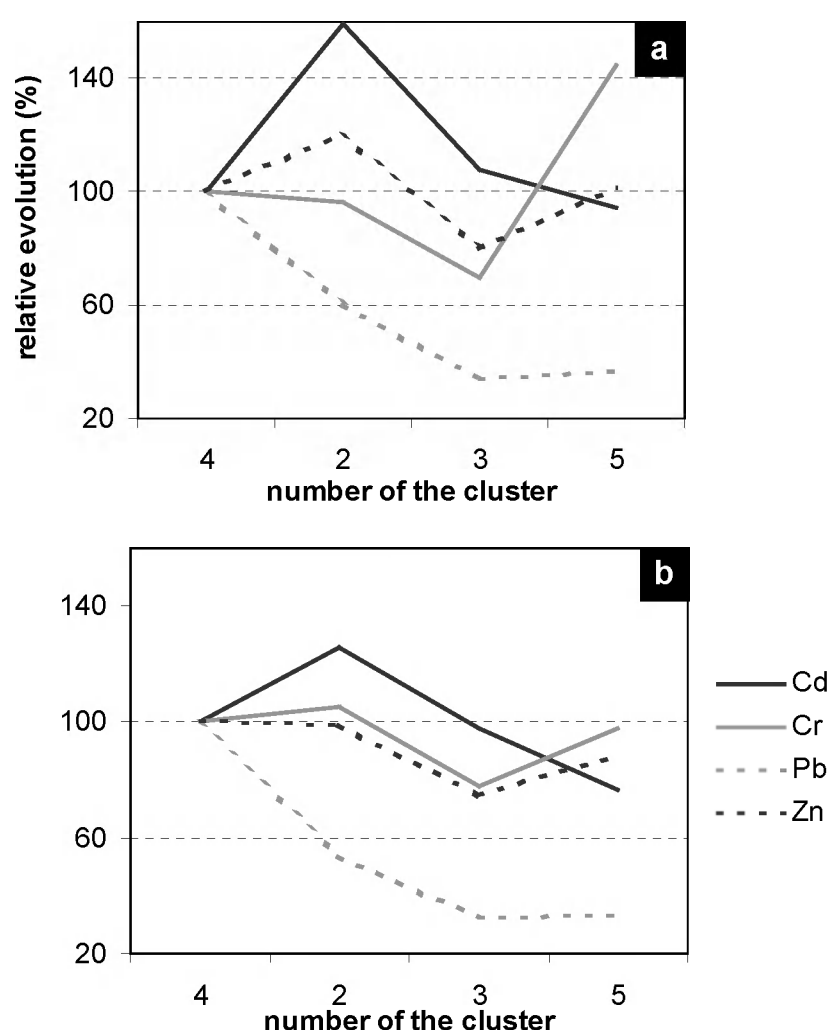 a
relative evolution (%)
140
100
60
20
4 2 3 5
number of the cluster
b
140
100
60
20
4 2 3 5
number of the cluster
Cd
Cr
Pb
Zn